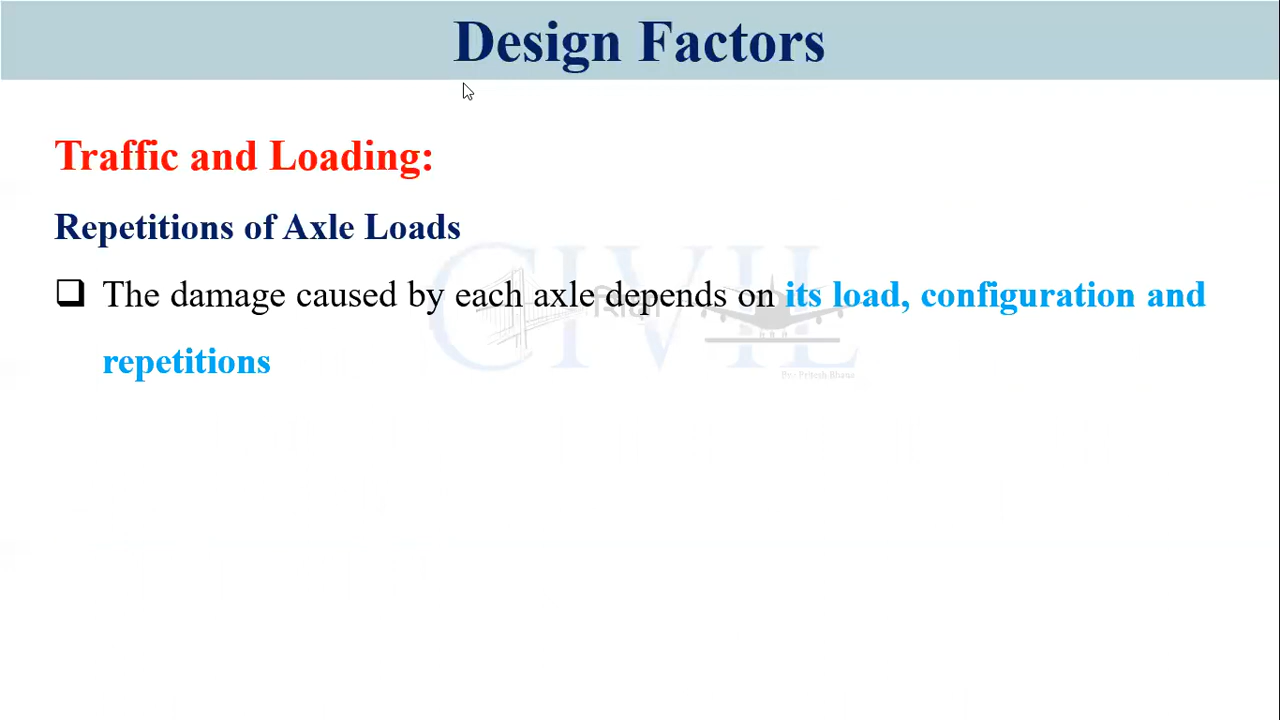 Design Factors
Traffic and Loading:
Repetitions of Axle Loads
The damage caused by each axle depends on its load, configuration and
repetitions
CIVIL